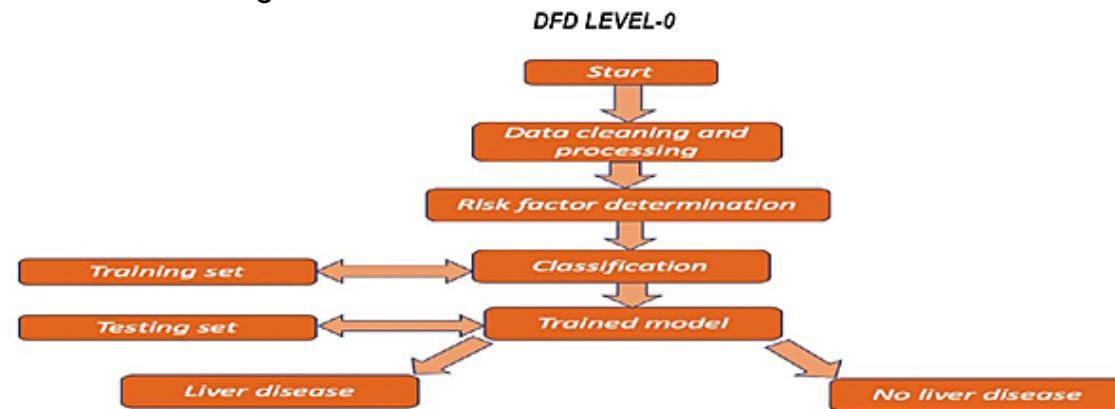 DFD LEVEL-0
Start
Data cleaning and
processing
Risk factor determination
Classification
Training set
Trained model
Testing set
Liver disease
No liver disease